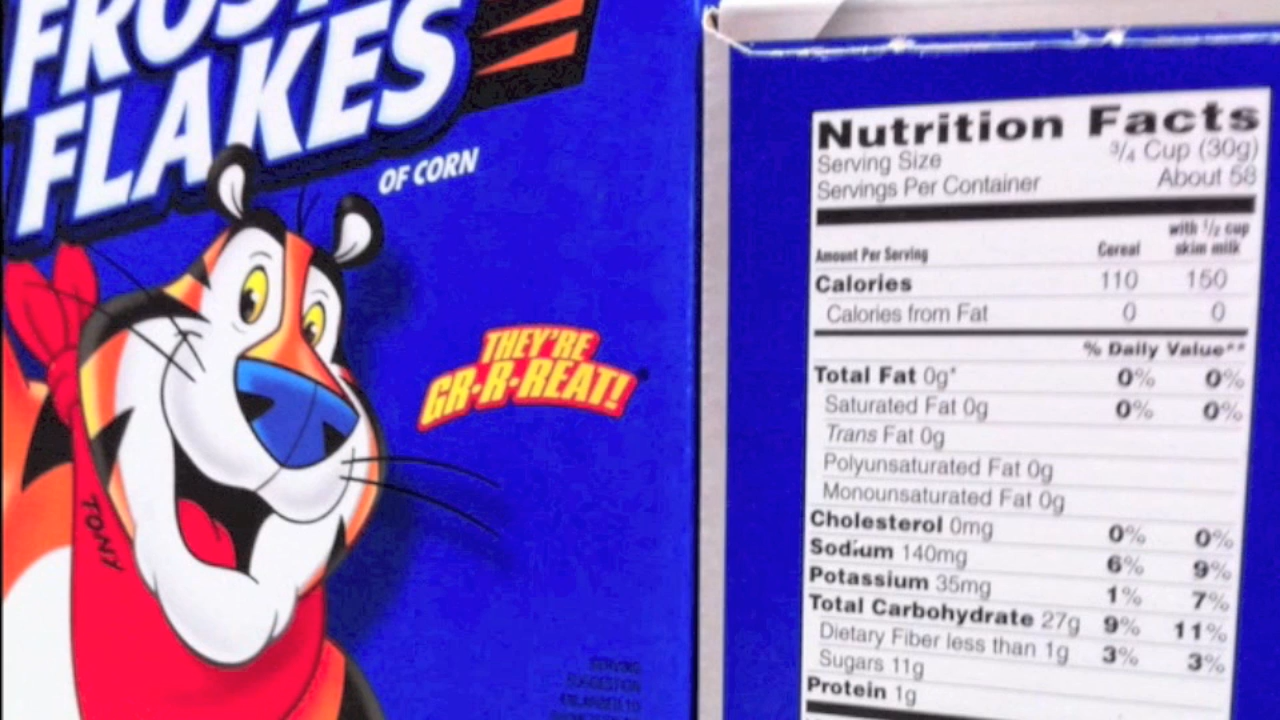 FROSTED
FLAKES
OF CORN
THEY'RE
GR-R-REAT!
TONY
SERVING
SUGGESTION
ENLARGED TO
Nutrition Facts
Serving Size 3/4 Cup (30g)
Servings Per Container About 58
Amount Per Serving Cereal with 1/2 cup skim milk
Calories 110 150
Calories from Fat 0 0
% Daily Value**
Total Fat 0g* 0% 0%
Saturated Fat 0g 0% 0%
Trans Fat 0g
Polyunsaturated Fat 0g
Monounsaturated Fat 0g
Cholesterol 0mg 0% 0%
Sodium 140mg 6% 9%
Potassium 35mg 1% 7%
Total Carbohydrate 27g 9% 11%
Dietary Fiber less than 1g 3% 3%
Sugars 11g
Protein 1g